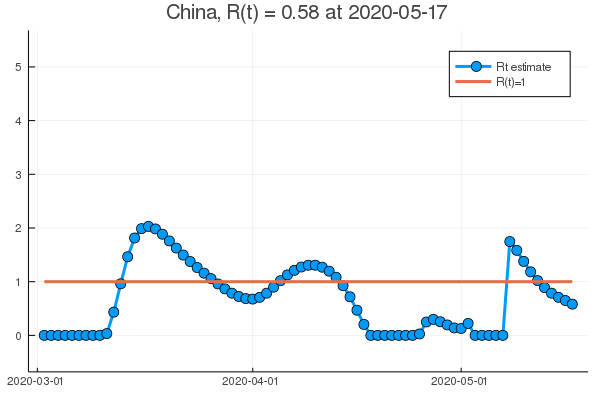 China, R(t) = 0.58 at 2020-05-17
Rt estimate
R(t)=1
5
4
3
2
1
0
2020-03-01 2020-04-01 2020-05-01